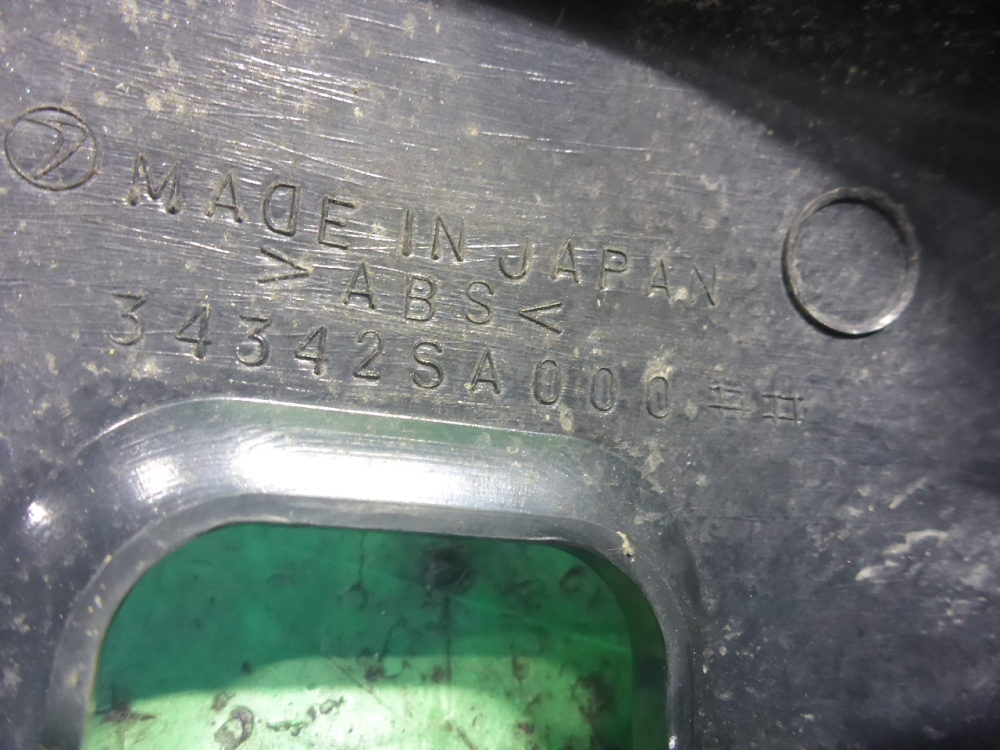 MADE IN JAPAN
>ABS<
34342SA000##